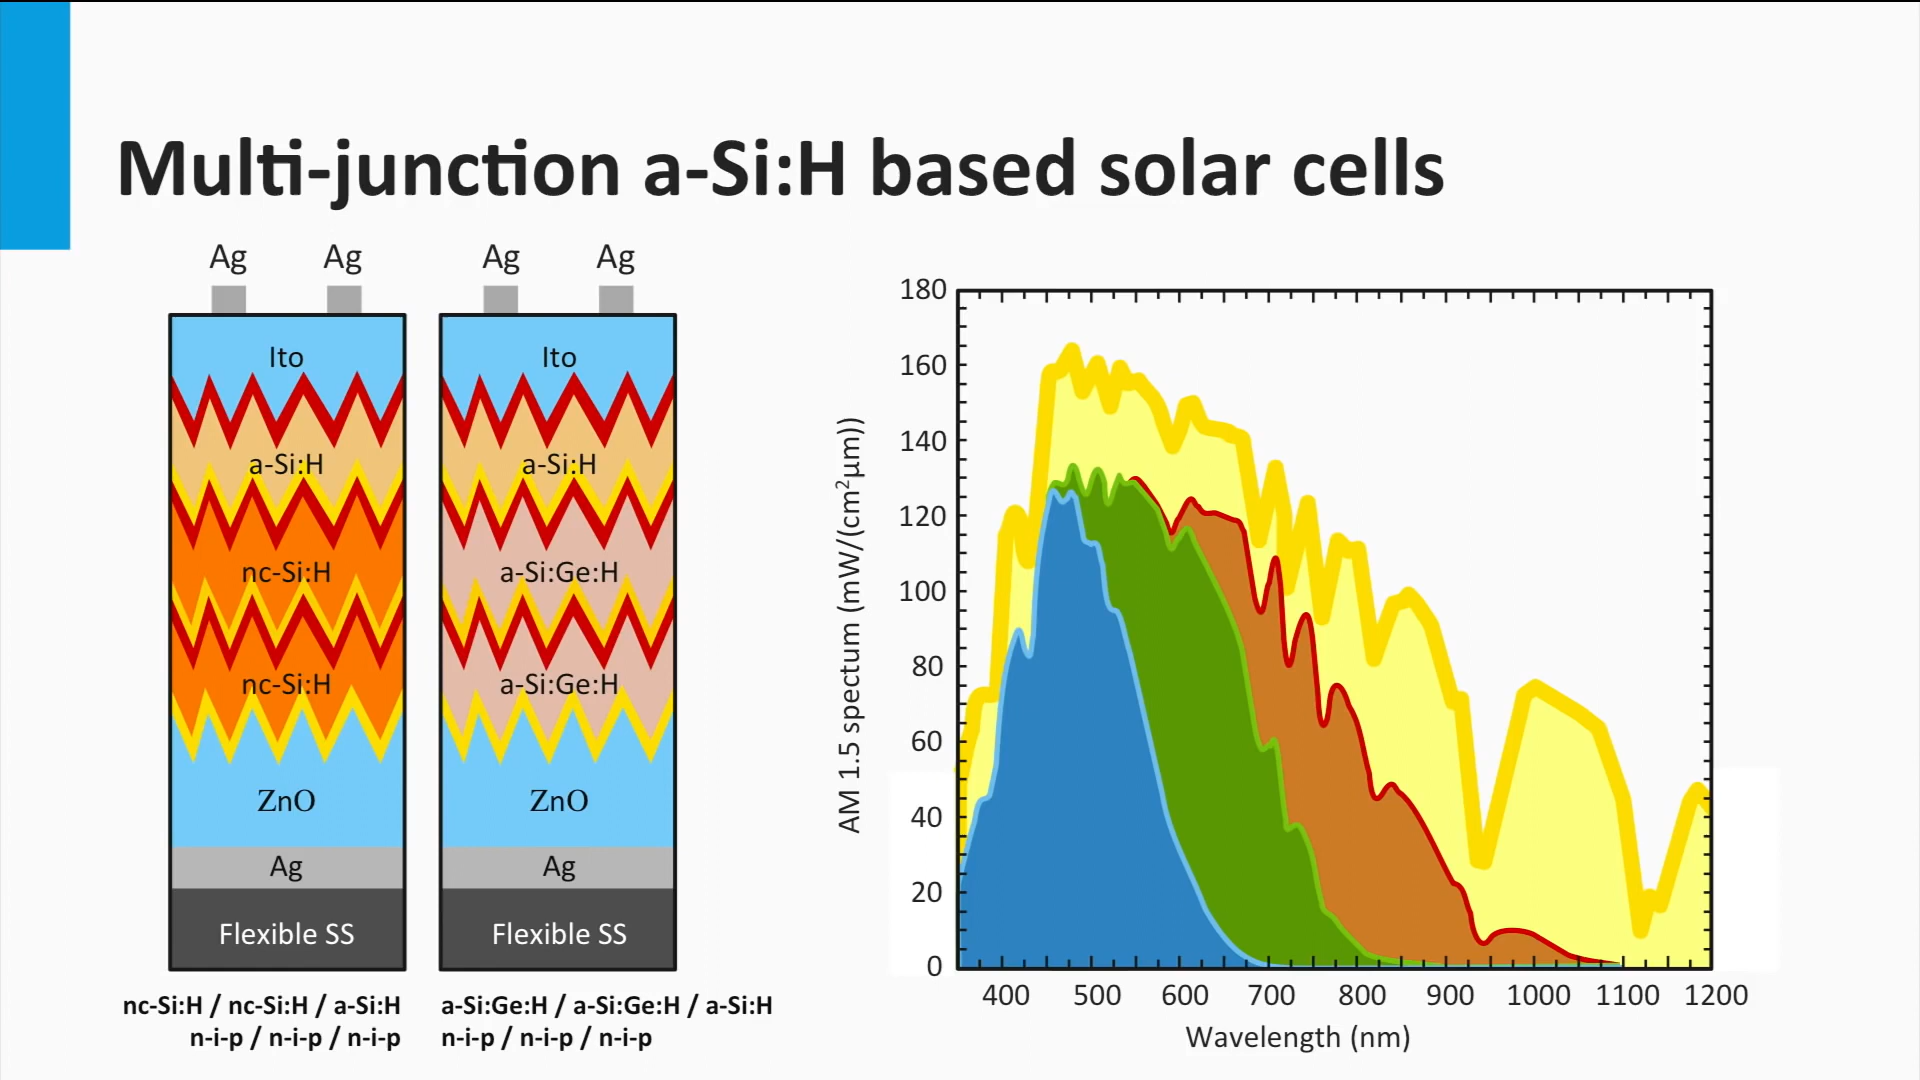 Multi-junction a-Si:H based solar cells
Ag Ag
Ito
a-Si:H
nc-Si:H
nc-Si:H
ZnO
Ag
Flexible SS
nc-Si:H / nc-Si:H / a-Si:H
n-i-p / n-i-p / n-i-p
Ag Ag
Ito
a-Si:H
a-Si:Ge:H
a-Si:Ge:H
ZnO
Ag
Flexible SS
a-Si:Ge:H / a-Si:Ge:H / a-Si:H
n-i-p / n-i-p / n-i-p
AM 1.5 spectum (mW/(cm²µm))
180
160
140
120
100
80
60
40
20
0
400 500 600 700 800 900 1000 1100 1200
Wavelength (nm)